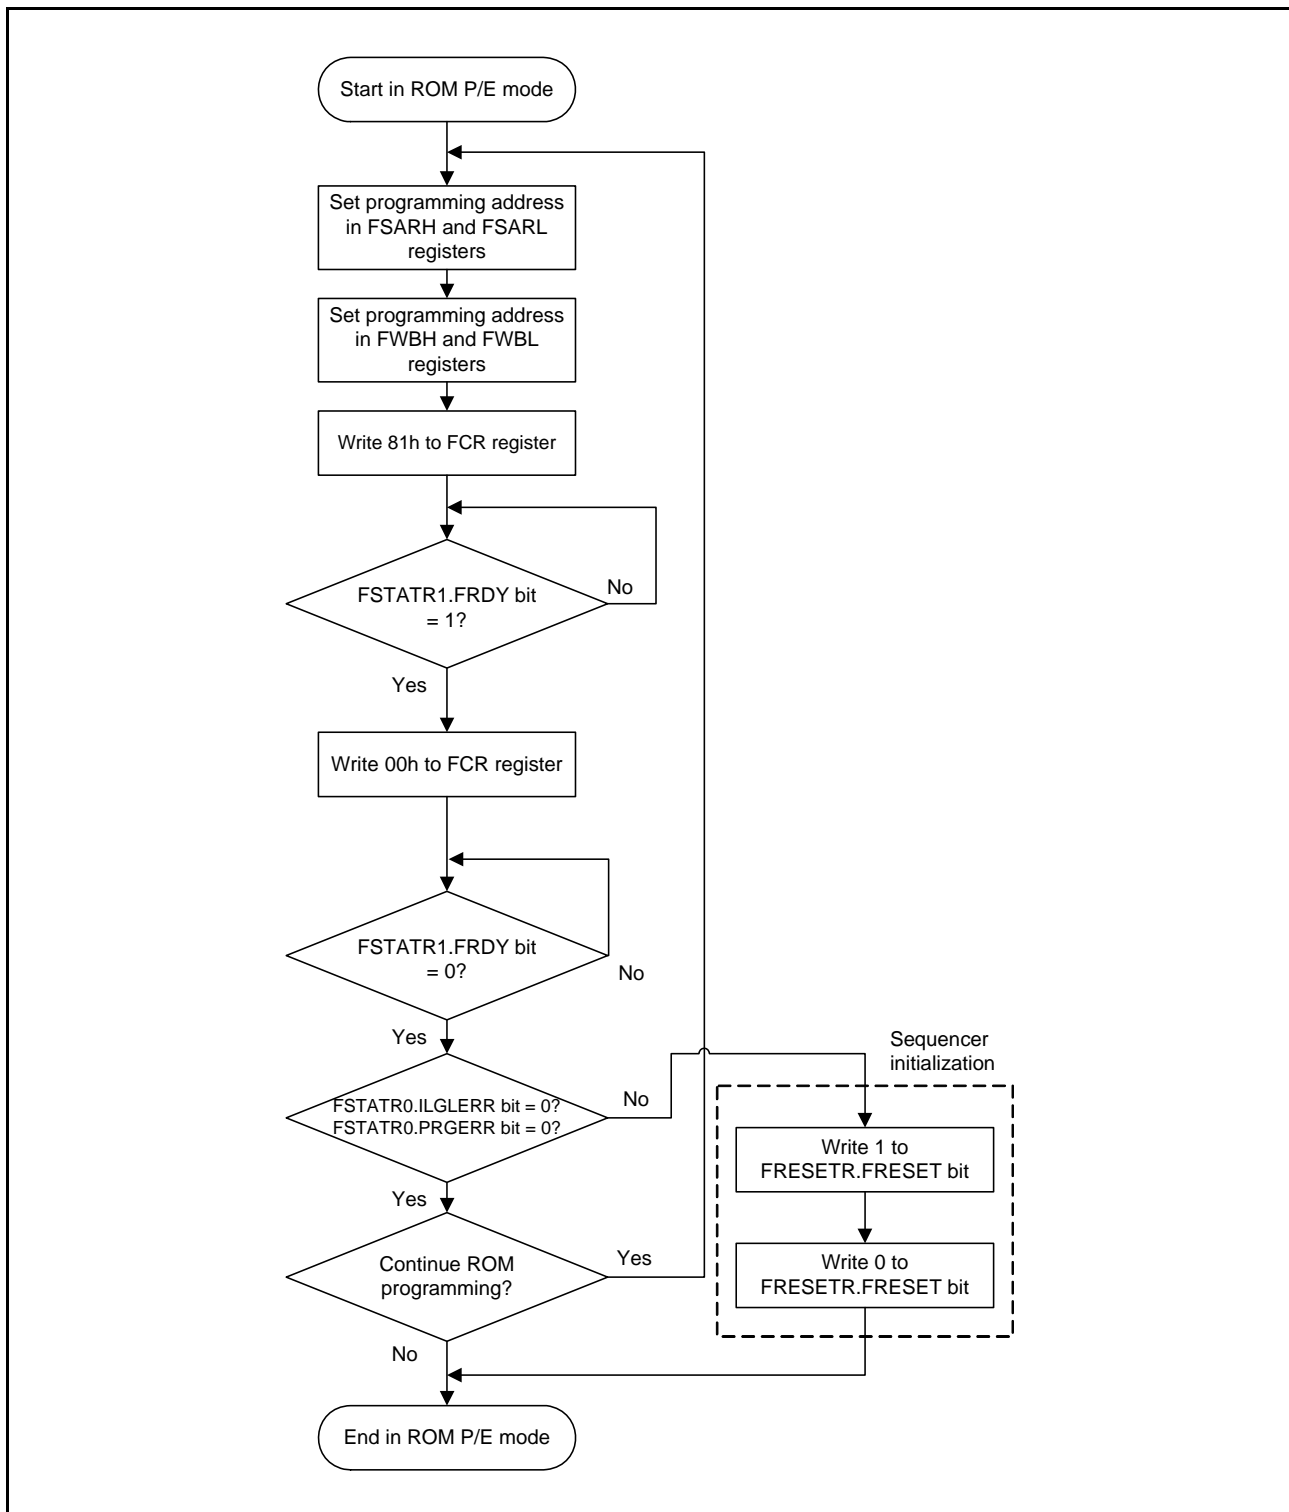 Start in ROM P/E mode
Set programming address
in FSARH and FSARL
registers
Set programming address
in FWBH and FWBL
registers
Write 81h to FCR register
FSTATR1.FRDY bit
= 1?
No
Yes
Write 00h to FCR register
FSTATR1.FRDY bit
= 0?
No
Yes
FSTATR0.ILGLERR bit = 0?
FSTATR0.PRGERR bit = 0?
No
Sequencer
initialization
Write 1 to
FRESETR.FRESET bit
Write 0 to
FRESETR.FRESET bit
Yes
Continue ROM
programming?
Yes
No
End in ROM P/E mode